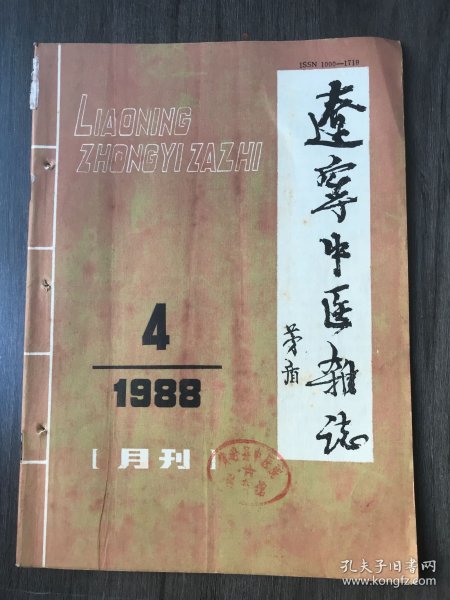 ISSN 1000—1719
LIAONING
ZHONGYI ZAZHI
遼寧中医雜誌
茅盾
4
1988
[月刊]
孔夫子旧书网
www.kongfz.com